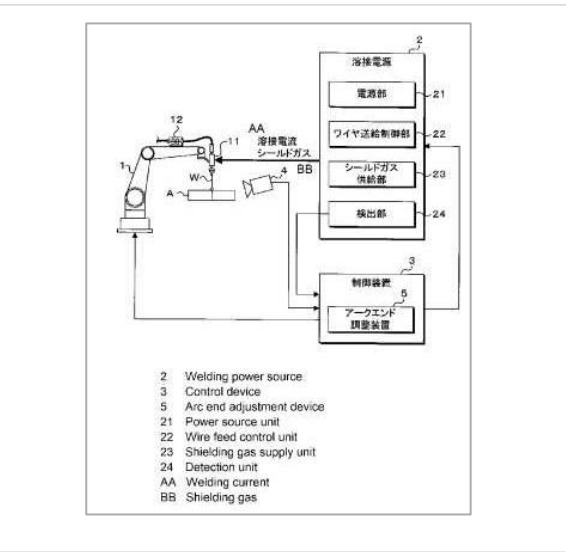 2
溶接電源
電源部
21
12
ワイヤ送給制御部
22
11
AA
溶接電流
シールドガス
BB
シールドガス
供給部
23
1
4
W
A
検出部
24
3
制御装置
5
アークエンド
調整装置
2 Welding power source
3 Control device
5 Arc end adjustment device
21 Power source unit
22 Wire feed control unit
23 Shielding gas supply unit
24 Detection unit
AA Welding current
BB Shielding gas